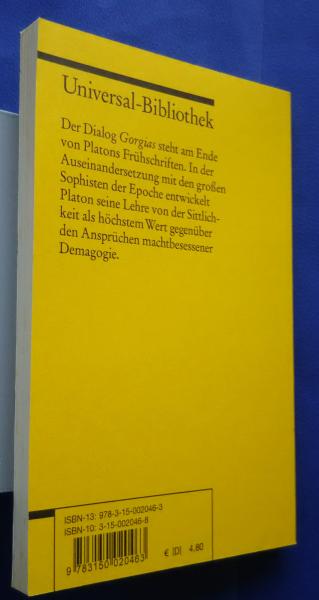 Universal-Bibliothek
Der Dialog Gorgias steht am Ende
von Platons Frühschriften. In der
Auseinandersetzung mit den großen
Sophisten der Epoche entwickelt
Platon seine Lehre von der Sittlich-
keit als höchstem Wert gegenüber
den Ansprüchen machtbesessener
Demagogie.
ISBN-13: 978-3-15-002046-3
ISBN-10: 3-15-002046-8
9 783150 020463
€ [D] 4,80